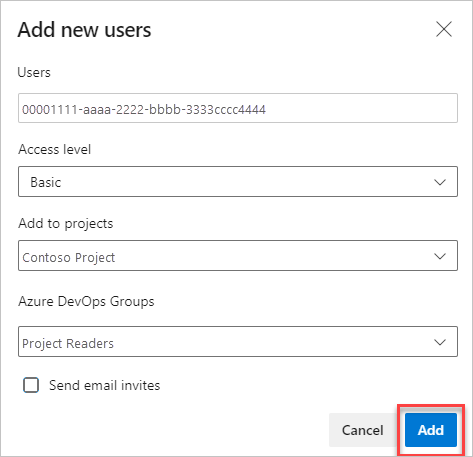 Add new users
Users
00001111-aaaa-2222-bbbb-3333cccc4444
Access level
Basic
Add to projects
Contoso Project
Azure DevOps Groups
Project Readers
Send email invites
Cancel Add